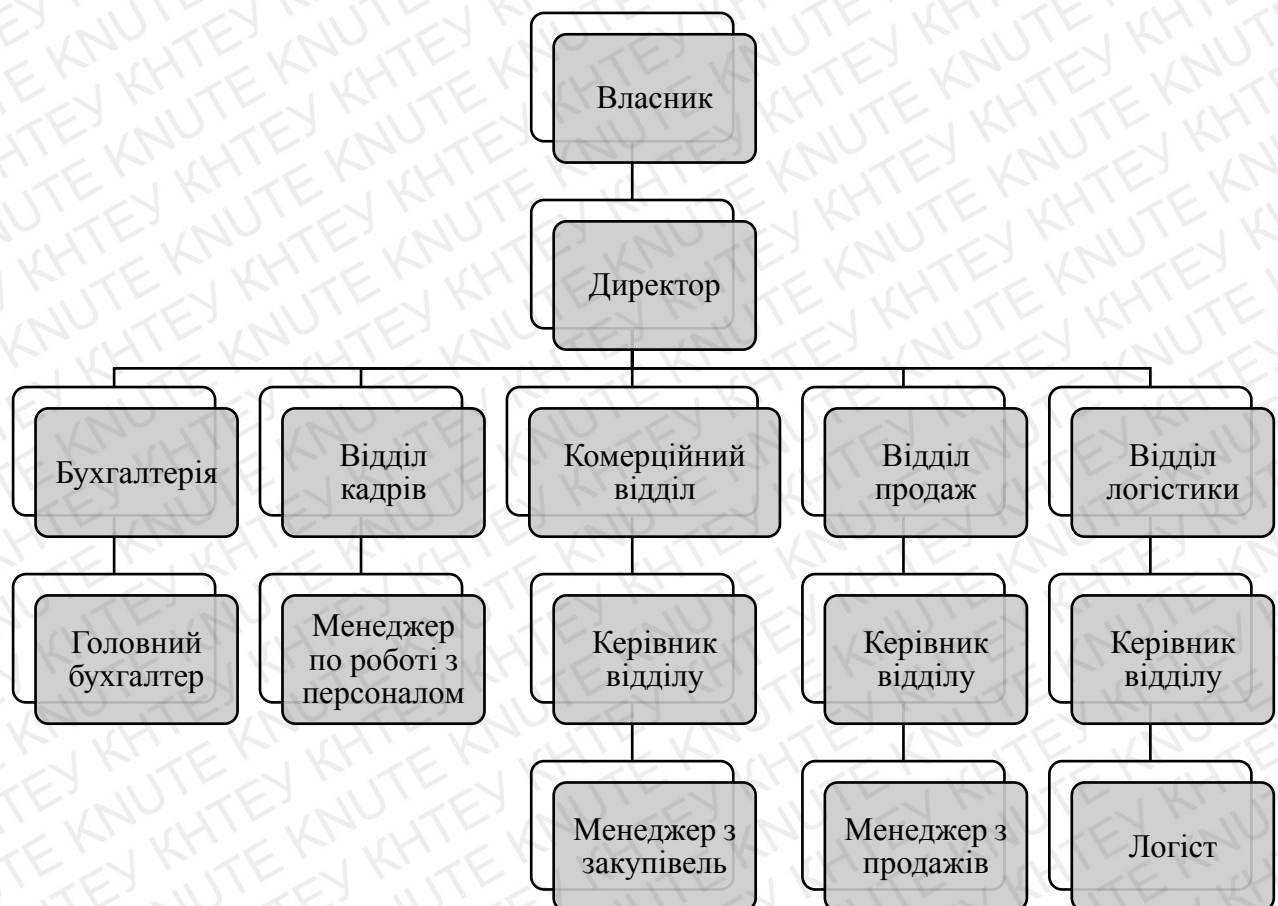 Власник
Директор
Бухгалтерія
Відділ
кадрів
Комерційний
відділ
Відділ
продаж
Відділ
логістики
Головний
бухгалтер
Менеджер
по роботі з
персоналом
Керівник
відділу
Керівник
відділу
Керівник
відділу
Менеджер з
закупівель
Менеджер з
продажів
Логіст